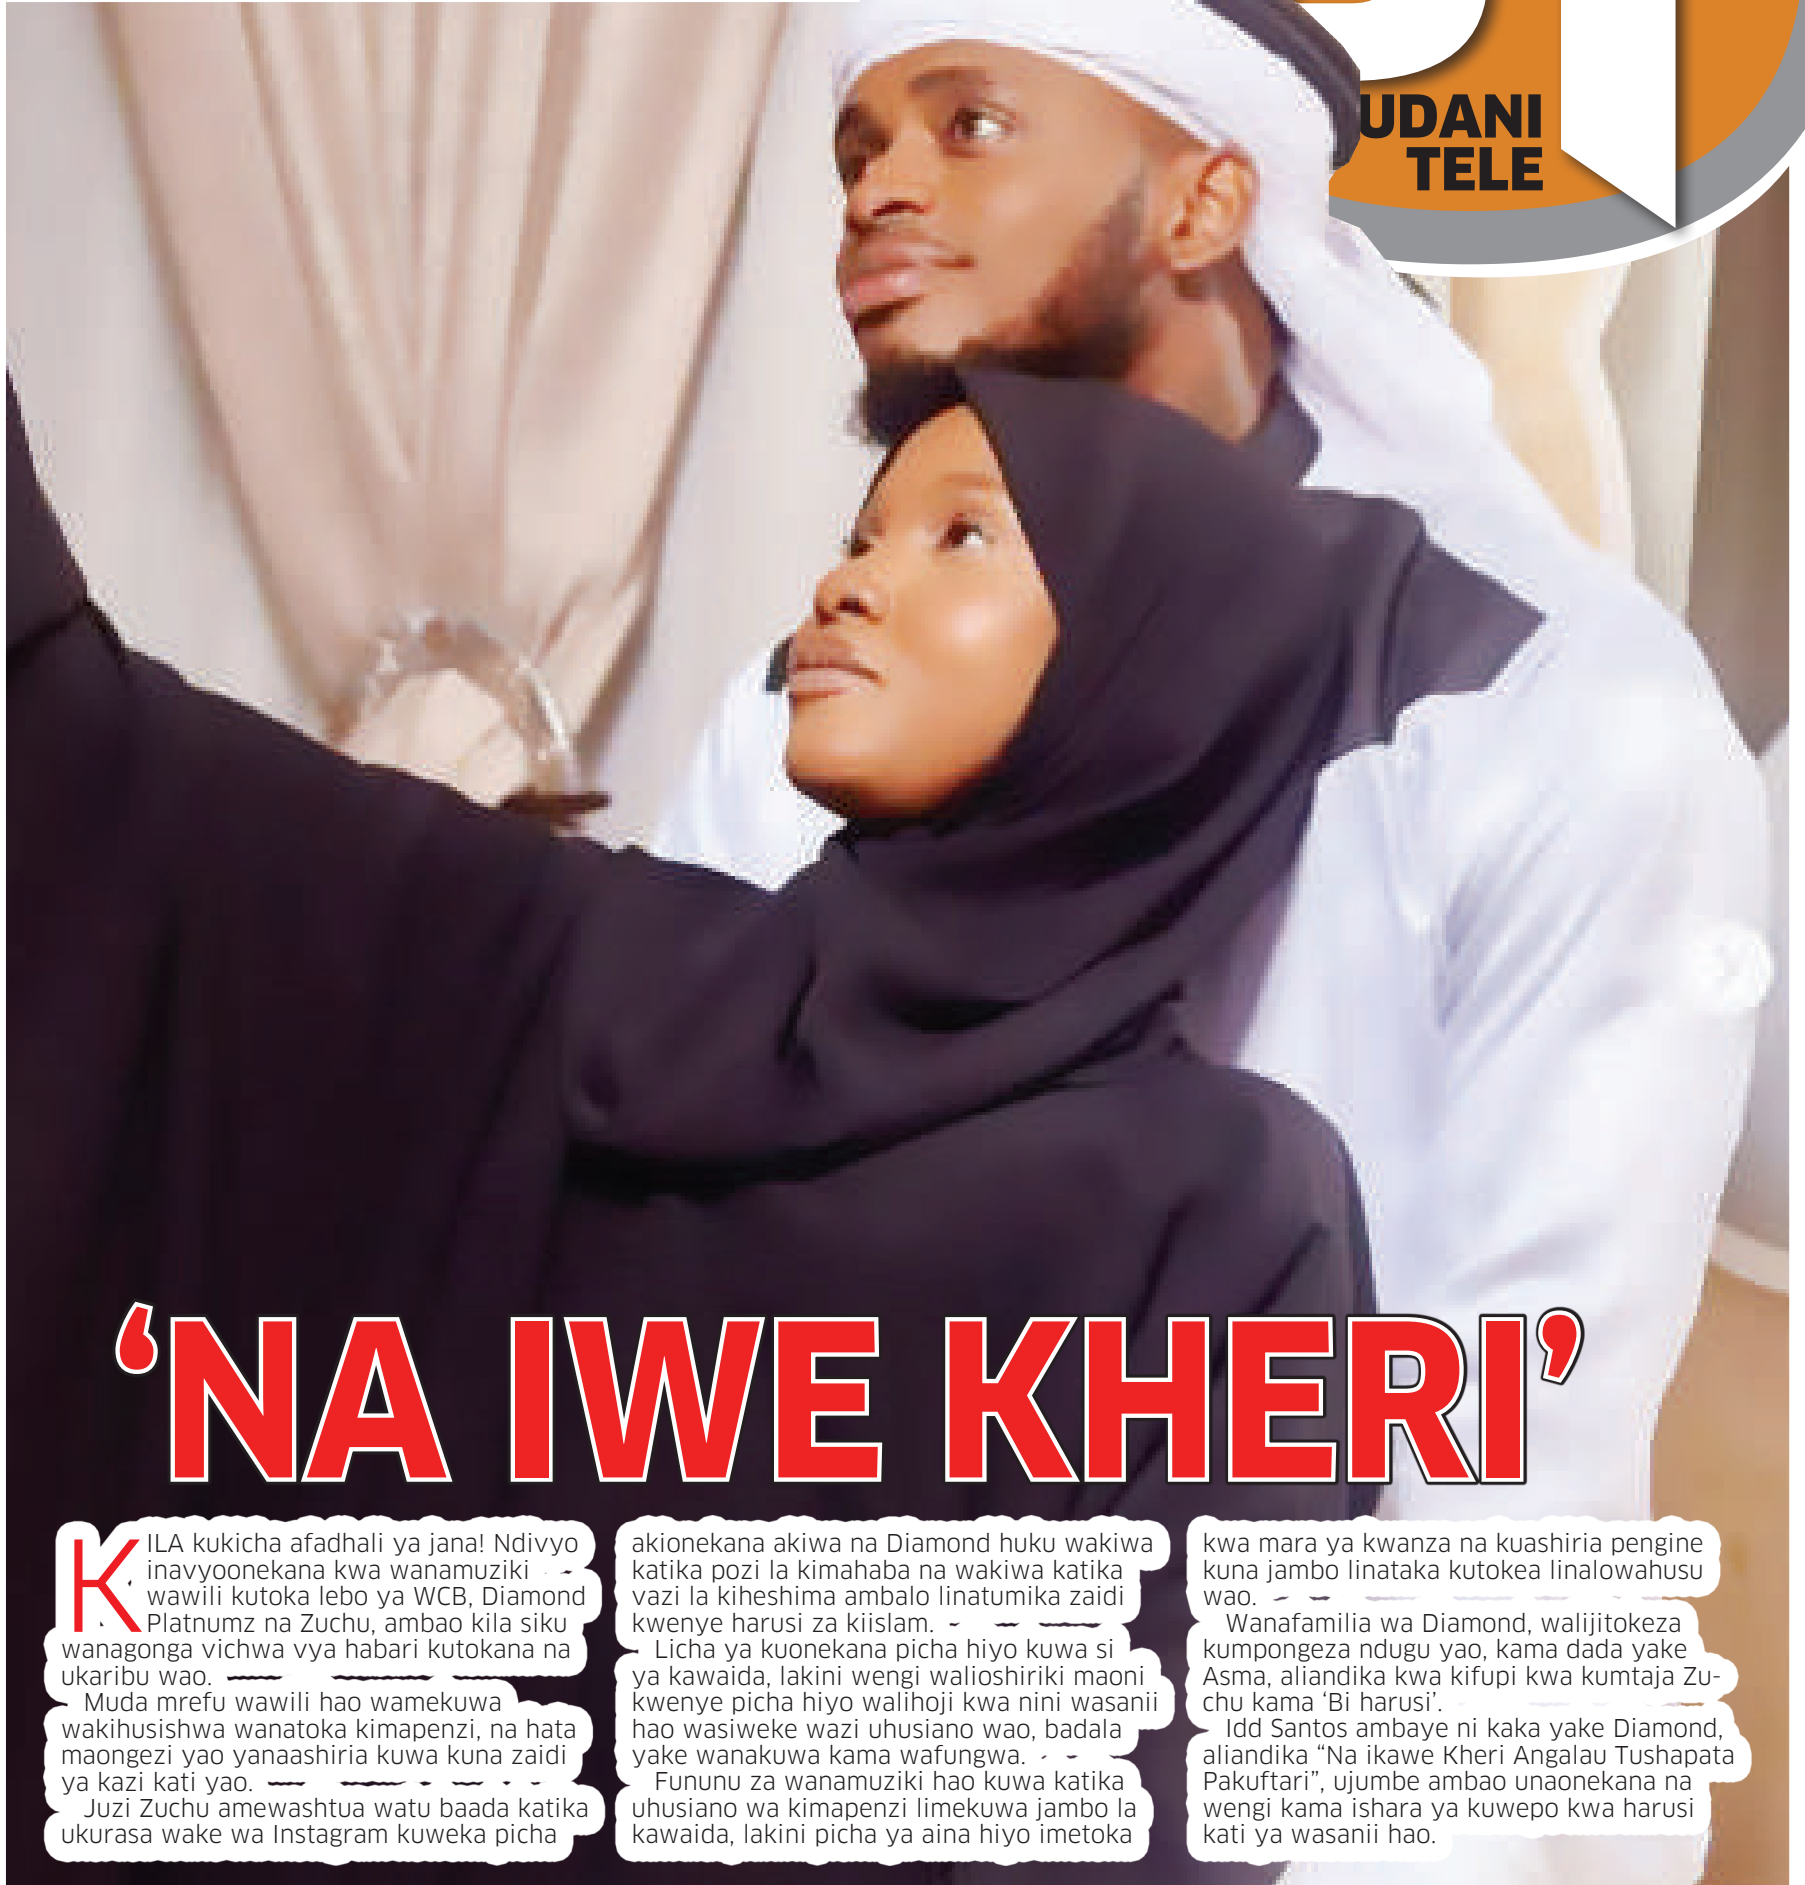 UDANI
TELE
‘NA IWE KHERI’
KILA kukicha afadhali ya jana! Ndivyo
inavyoonekana kwa wanamuziki
wawili kutoka lebo ya WCB, Diamond
Platnumz na Zuchu, ambao kila siku
wanagonga vichwa vya habari kutokana na
ukaribu wao.
Muda mrefu wawili hao wamekuwa
wakihusishwa wanatoka kimapenzi, na hata
maongezi yao yanaashiria kuwa kuna zaidi
ya kazi kati yao.
Juzi Zuchu amewashtua watu baada katika
ukurasa wake wa Instagram kuweka picha
akionekana akiwa na Diamond huku wakiwa
katika pozi la kimahaba na wakiwa katika
vazi la kiheshima ambalo linatumika zaidi
kwenye harusi za kiislam.
Licha ya kuonekana picha hiyo kuwa si
ya kawaida, lakini wengi walioshiriki maoni
kwenye picha hiyo walihoji kwa nini wasanii
hao wasiweke wazi uhusiano wao, badala
yake wanakuwa kama wafungwa.
Fununu za wanamuziki hao kuwa katika
uhusiano wa kimapenzi limekuwa jambo la
kawaida, lakini picha ya aina hiyo imetoka
kwa mara ya kwanza na kuashiria pengine
kuna jambo linataka kutokea linalowahusu
wao.
Wanafamilia wa Diamond, walijitokeza
kumpongeza ndugu yao, kama dada yake
Asma, aliandika kwa kifupi kwa kumtaja Zu-
chu kama ‘Bi harusi’.
Idd Santos ambaye ni kaka yake Diamond,
aliandika “Na ikawe Kheri Angalau Tushapata
Pakuftari”, ujumbe ambao unaonekana na
wengi kama ishara ya kuwepo kwa harusi
kati ya wasanii hao.